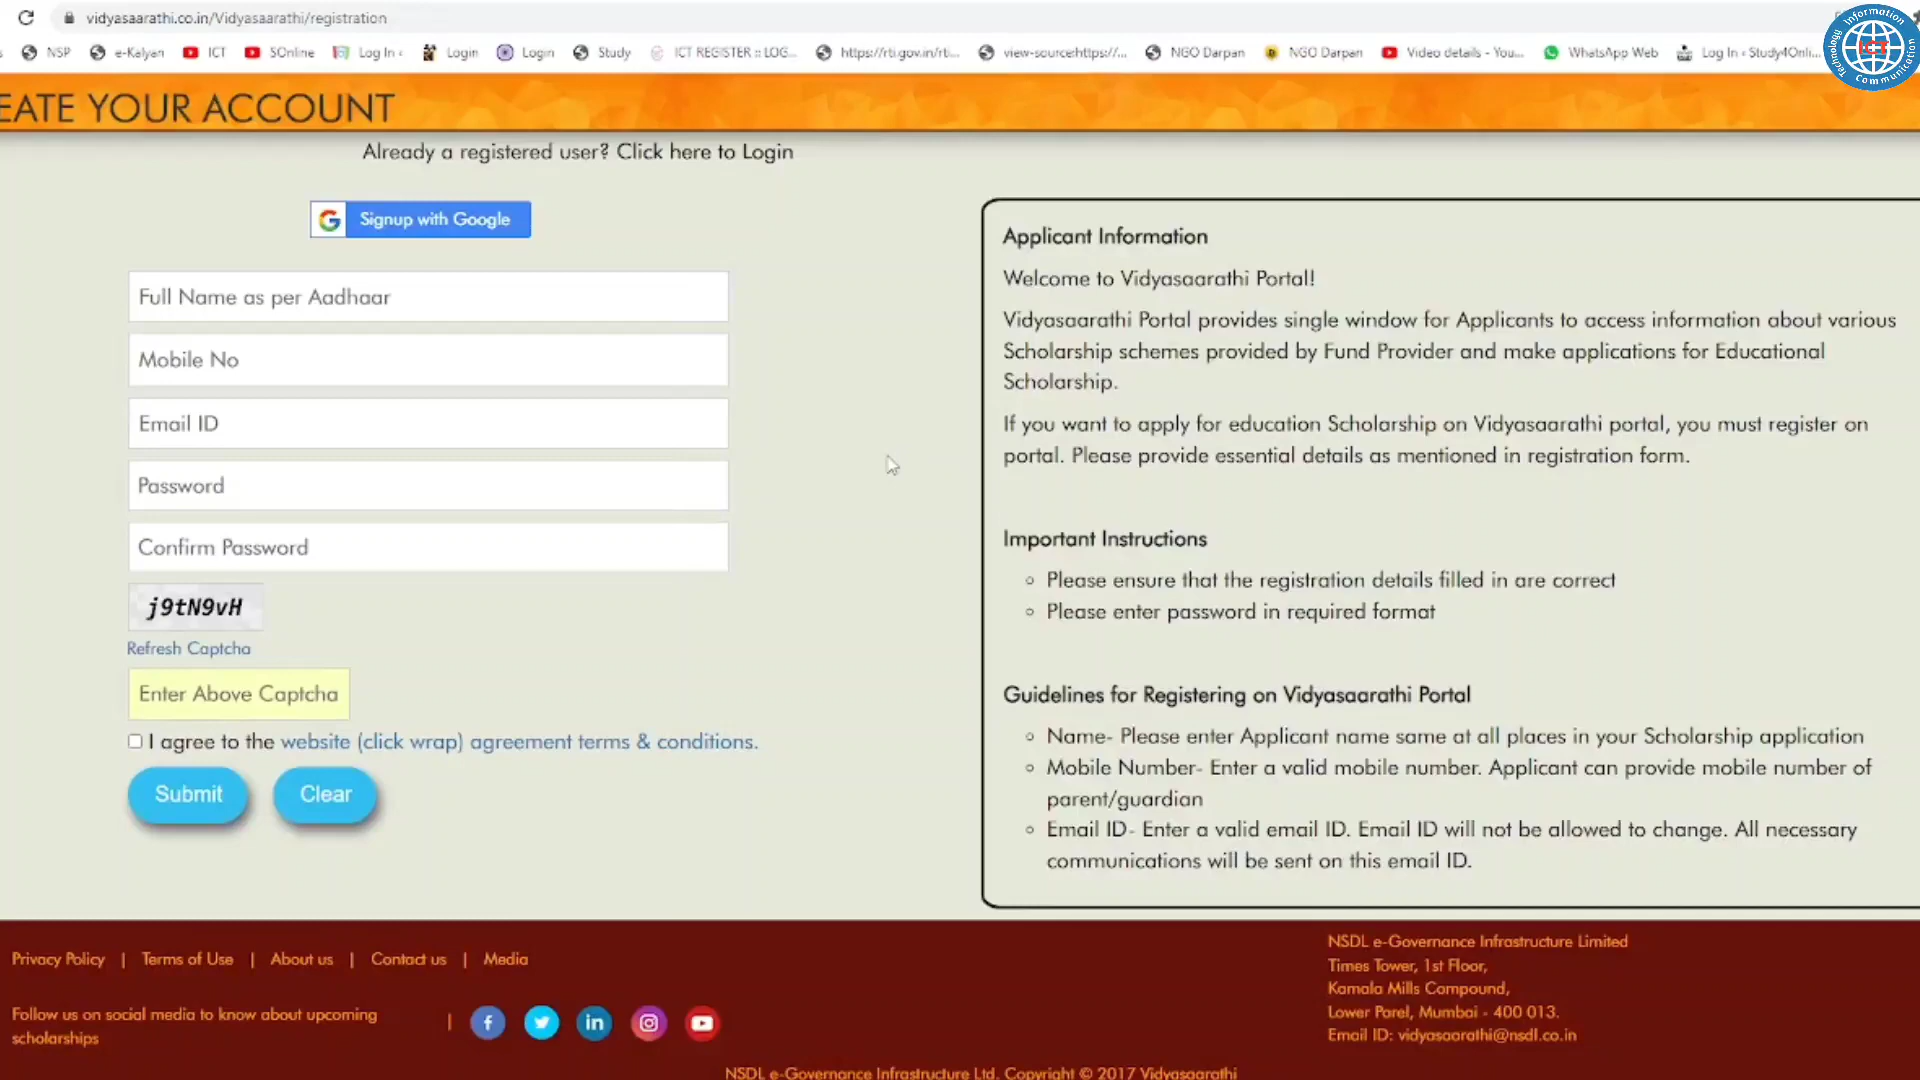 vidyasaarathi.co.in/Vidyasaarathi/registration
NSP e-Kalyan ICT SOnline Log In ‹ Login Login Study ICT REGISTER :: LOG... https://rti.gov.in/rti... view-source:https://... NGO Darpan NGO Darpan Video details - You... WhatsApp Web Log In ‹ Study4Onli...
Information
Communication
Technology
ICT
EATE YOUR ACCOUNT
Already a registered user? Click here to Login
Signup with Google
Full Name as per Aadhaar
Mobile No
Email ID
Password
Confirm Password
j9tN9vH
Refresh Captcha
Enter Above Captcha
I agree to the website (click wrap) agreement terms & conditions.
Submit Clear
Applicant Information
Welcome to Vidyasaarathi Portal!
Vidyasaarathi Portal provides single window for Applicants to access information about various
Scholarship schemes provided by Fund Provider and make applications for Educational
Scholarship.
If you want to apply for education Scholarship on Vidyasaarathi portal, you must register on
portal. Please provide essential details as mentioned in registration form.
Important Instructions
Please ensure that the registration details filled in are correct
Please enter password in required format
Guidelines for Registering on Vidyasaarathi Portal
Name- Please enter Applicant name same at all places in your Scholarship application
Mobile Number- Enter a valid mobile number. Applicant can provide mobile number of
parent/guardian
Email ID- Enter a valid email ID. Email ID will not be allowed to change. All necessary
communications will be sent on this email ID.
Privacy Policy | Terms of Use | About us | Contact us | Media
Follow us on social media to know about upcoming
scholarships
|
NSDL e-Governance Infrastructure Limited
Times Tower, 1st Floor,
Kamala Mills Compound,
Lower Parel, Mumbai - 400 013.
Email ID: vidyasaarathi@nsdl.co.in
NSDL e-Governance Infrastructure Ltd. Copyright © 2017 Vidyasaarathi